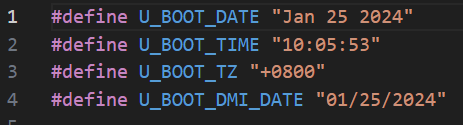 1 #define U_BOOT_DATE "Jan 25 2024"
2 #define U_BOOT_TIME "10:05:53"
3 #define U_BOOT_TZ "+0800"
4 #define U_BOOT_DMI_DATE "01/25/2024"